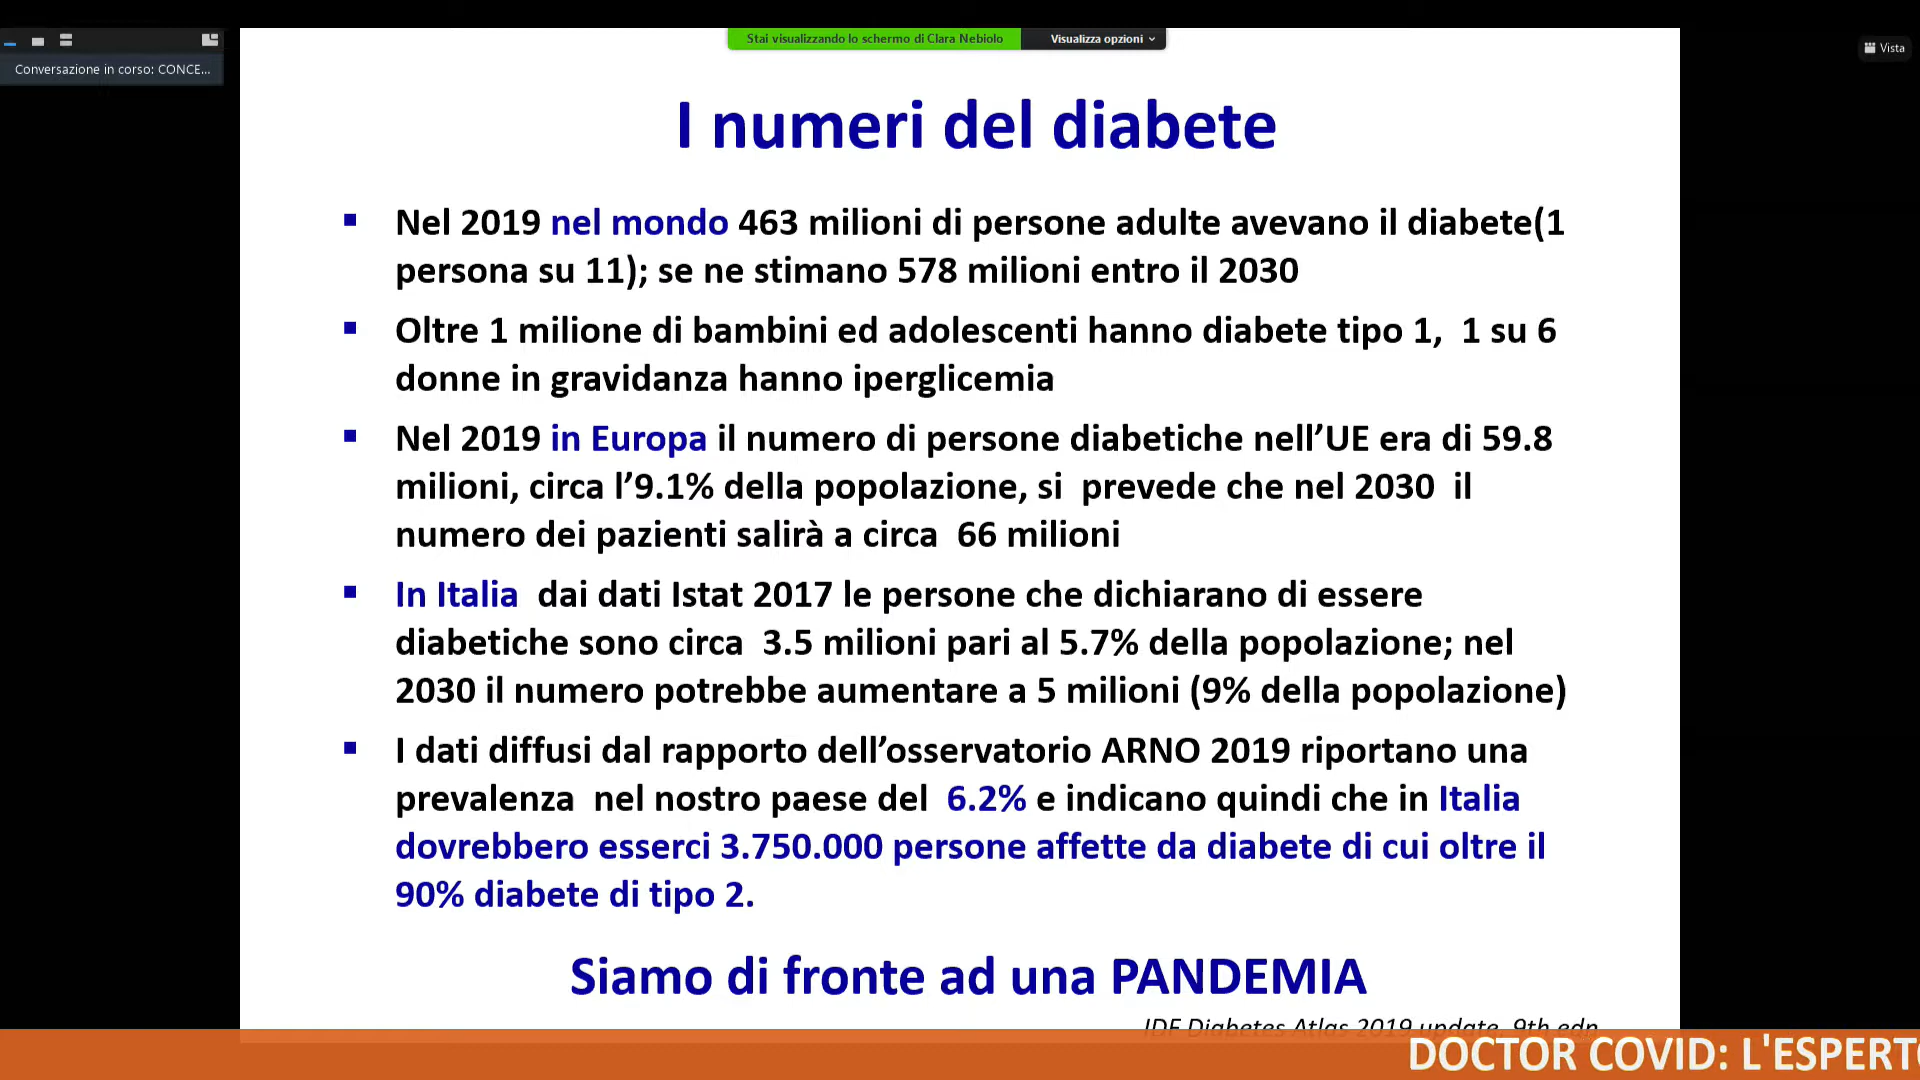 Stai visualizzando lo schermo di Clara Nebiolo
Visualizza opzioni
Vista
Conversazione in corso: CONCE...
I numeri del diabete
Nel 2019 nel mondo 463 milioni di persone adulte avevano il diabete(1
persona su 11); se ne stimano 578 milioni entro il 2030
Oltre 1 milione di bambini ed adolescenti hanno diabete tipo 1, 1 su 6
donne in gravidanza hanno iperglicemia
Nel 2019 in Europa il numero di persone diabetiche nell’UE era di 59.8
milioni, circa l’9.1% della popolazione, si prevede che nel 2030 il
numero dei pazienti salirà a circa 66 milioni
In Italia dai dati Istat 2017 le persone che dichiarano di essere
diabetiche sono circa 3.5 milioni pari al 5.7% della popolazione; nel
2030 il numero potrebbe aumentare a 5 milioni (9% della popolazione)
I dati diffusi dal rapporto dell’osservatorio ARNO 2019 riportano una
prevalenza nel nostro paese del 6.2% e indicano quindi che in Italia
dovrebbero esserci 3.750.000 persone affette da diabete di cui oltre il
90% diabete di tipo 2.
Siamo di fronte ad una PANDEMIA
IDF Diabetes Atlas 2019 update, 9th edn
DOCTOR COVID: L'ESPERTO